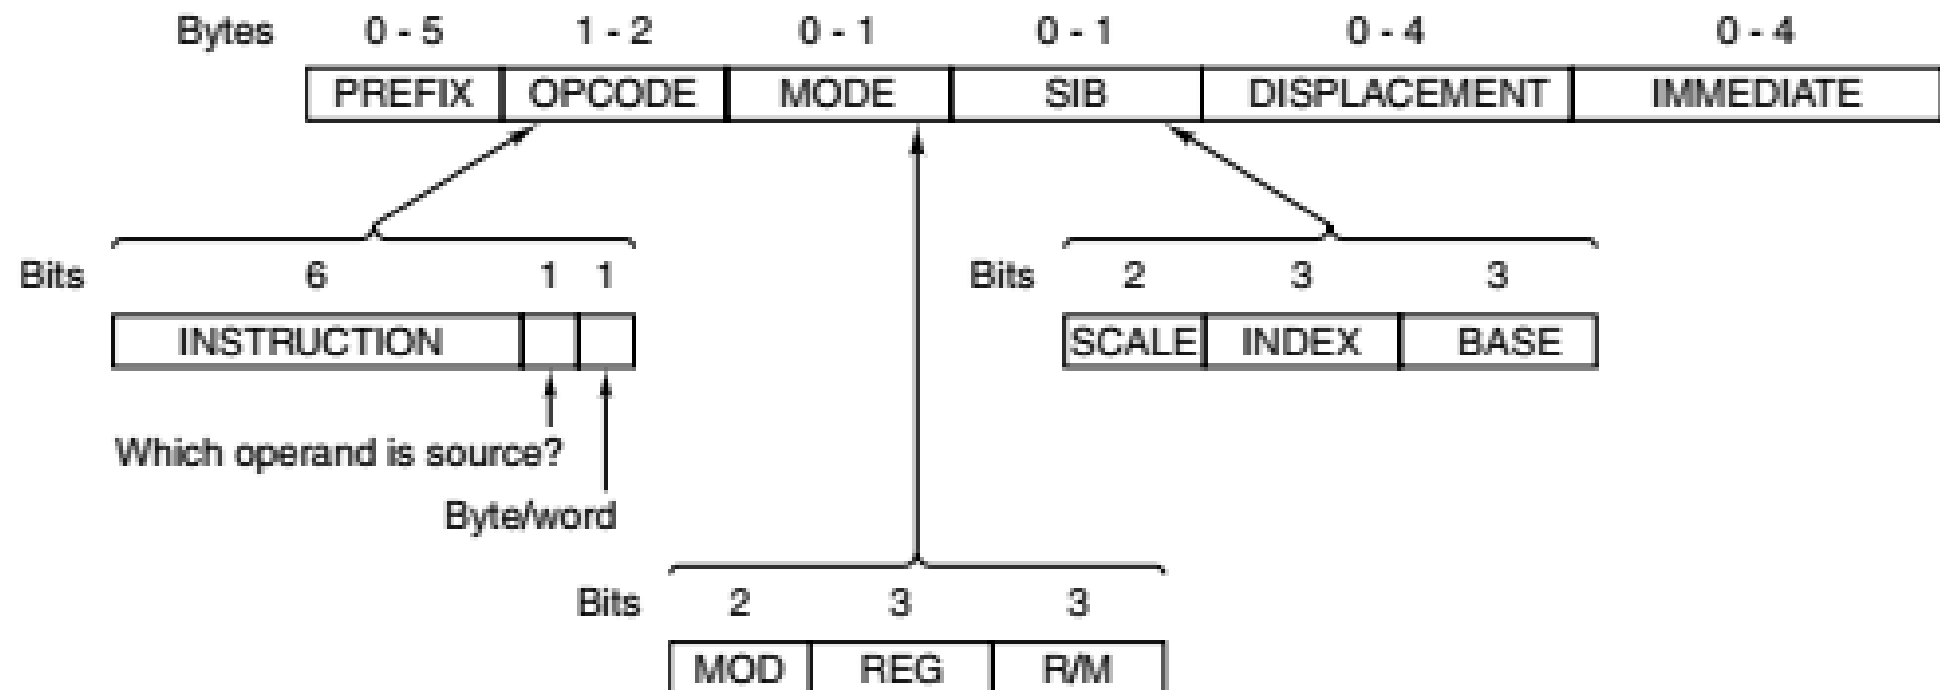 Bytes 0 - 5 1 - 2 0 - 1 0 - 1 0 - 4 0 - 4
PREFIX OPCODE MODE SIB DISPLACEMENT IMMEDIATE
Bits 6 1 1
INSTRUCTION
Which operand is source?
Byte/word
Bits 2 3 3
SCALE INDEX BASE
Bits 2 3 3
MOD REG R/M